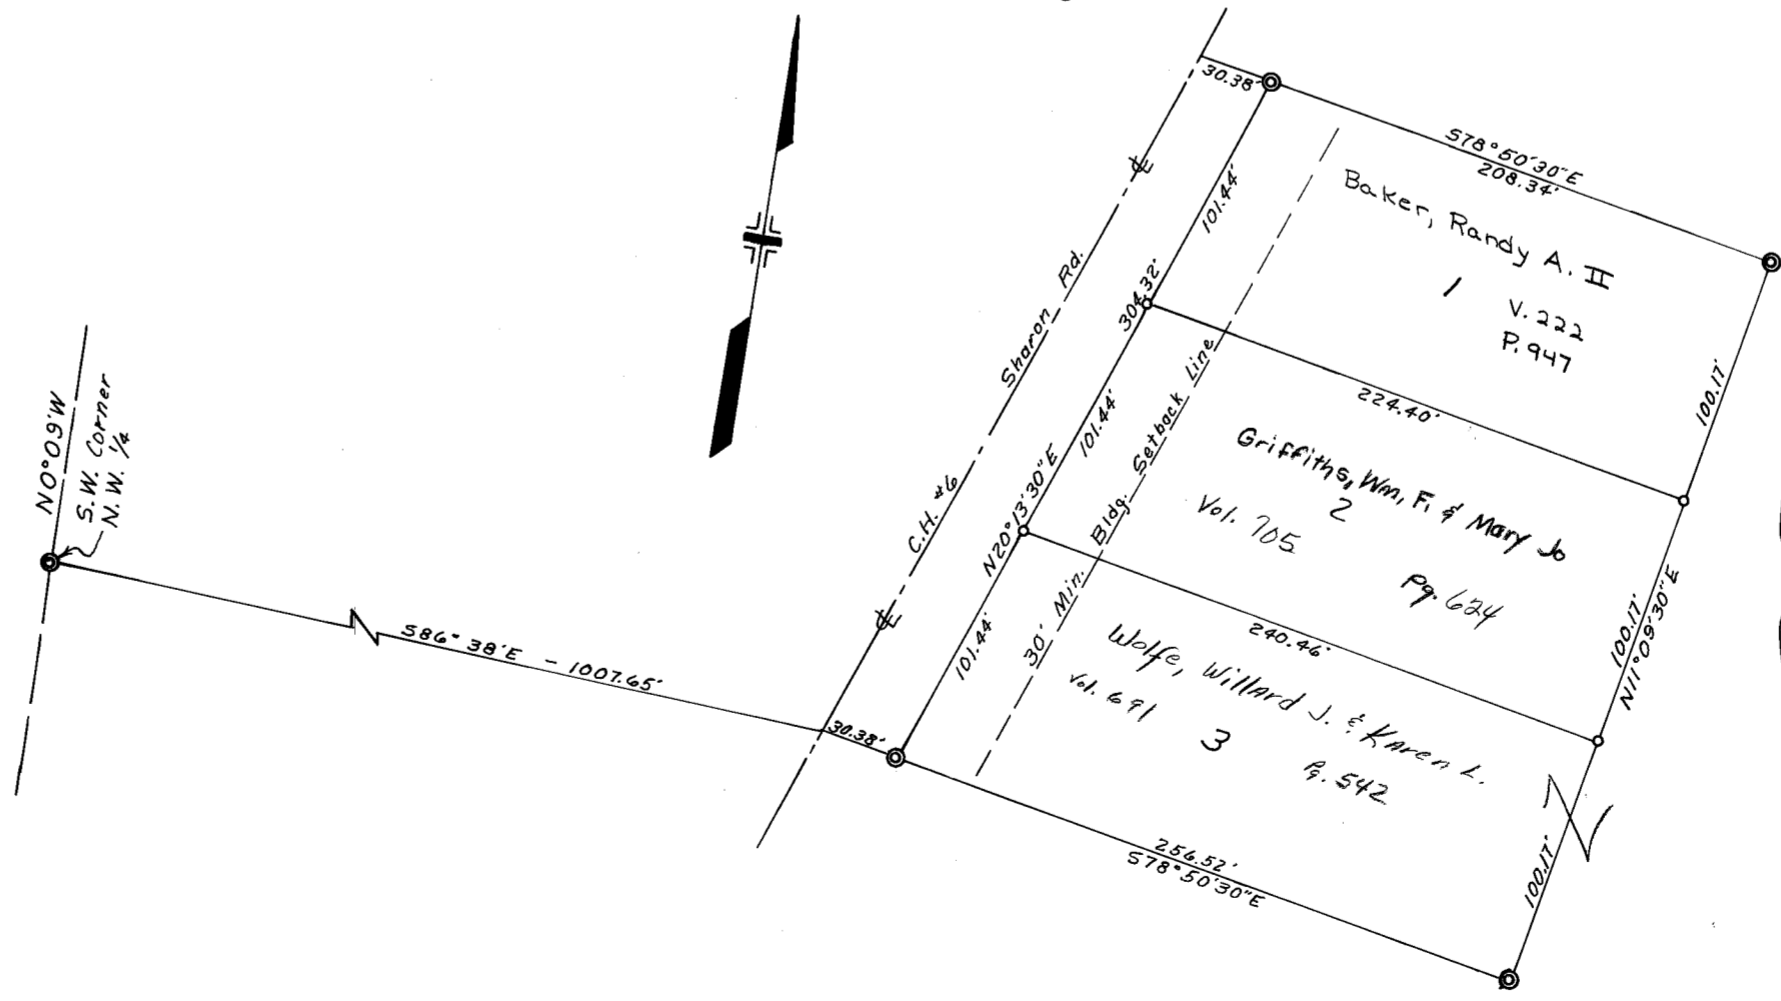 30.38'
S78°50'30"E
208.34'
101.44'
Baker, Randy A. II
1
V. 222
P. 947
100.17'
304.32'
Sharon Rd.
224.40'
101.44'
N20°13'30"E
C.H. #6
30' Min. Bldg. Setback Line
Griffiths, Wm, F. & Mary Jo
2
Vol. 705
Pg. 624
100.17'
N11°09'30"E
N0°09'W
S.W. Corner
N.W. 1/4
S86°38'E - 1007.65'
30.38'
101.44'
240.46'
Wolfe, Willard J. & Karen L.
Vol. 691
3
Pg. 542
100.17'
256.52'
S78°50'30"E